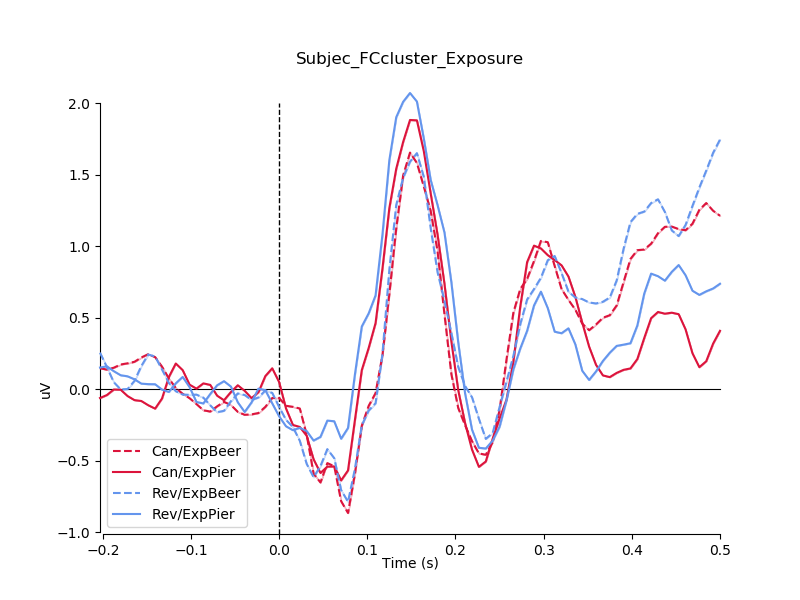 Subjec_FCcluster_Exposure
2.0
1.5
1.0
0.5
0.0
−0.5
−1.0
uV
Can/ExpBeer
Can/ExpPier
Rev/ExpBeer
Rev/ExpPier
−0.2 −0.1 0.0 0.1 0.2 0.3 0.4 0.5
Time (s)